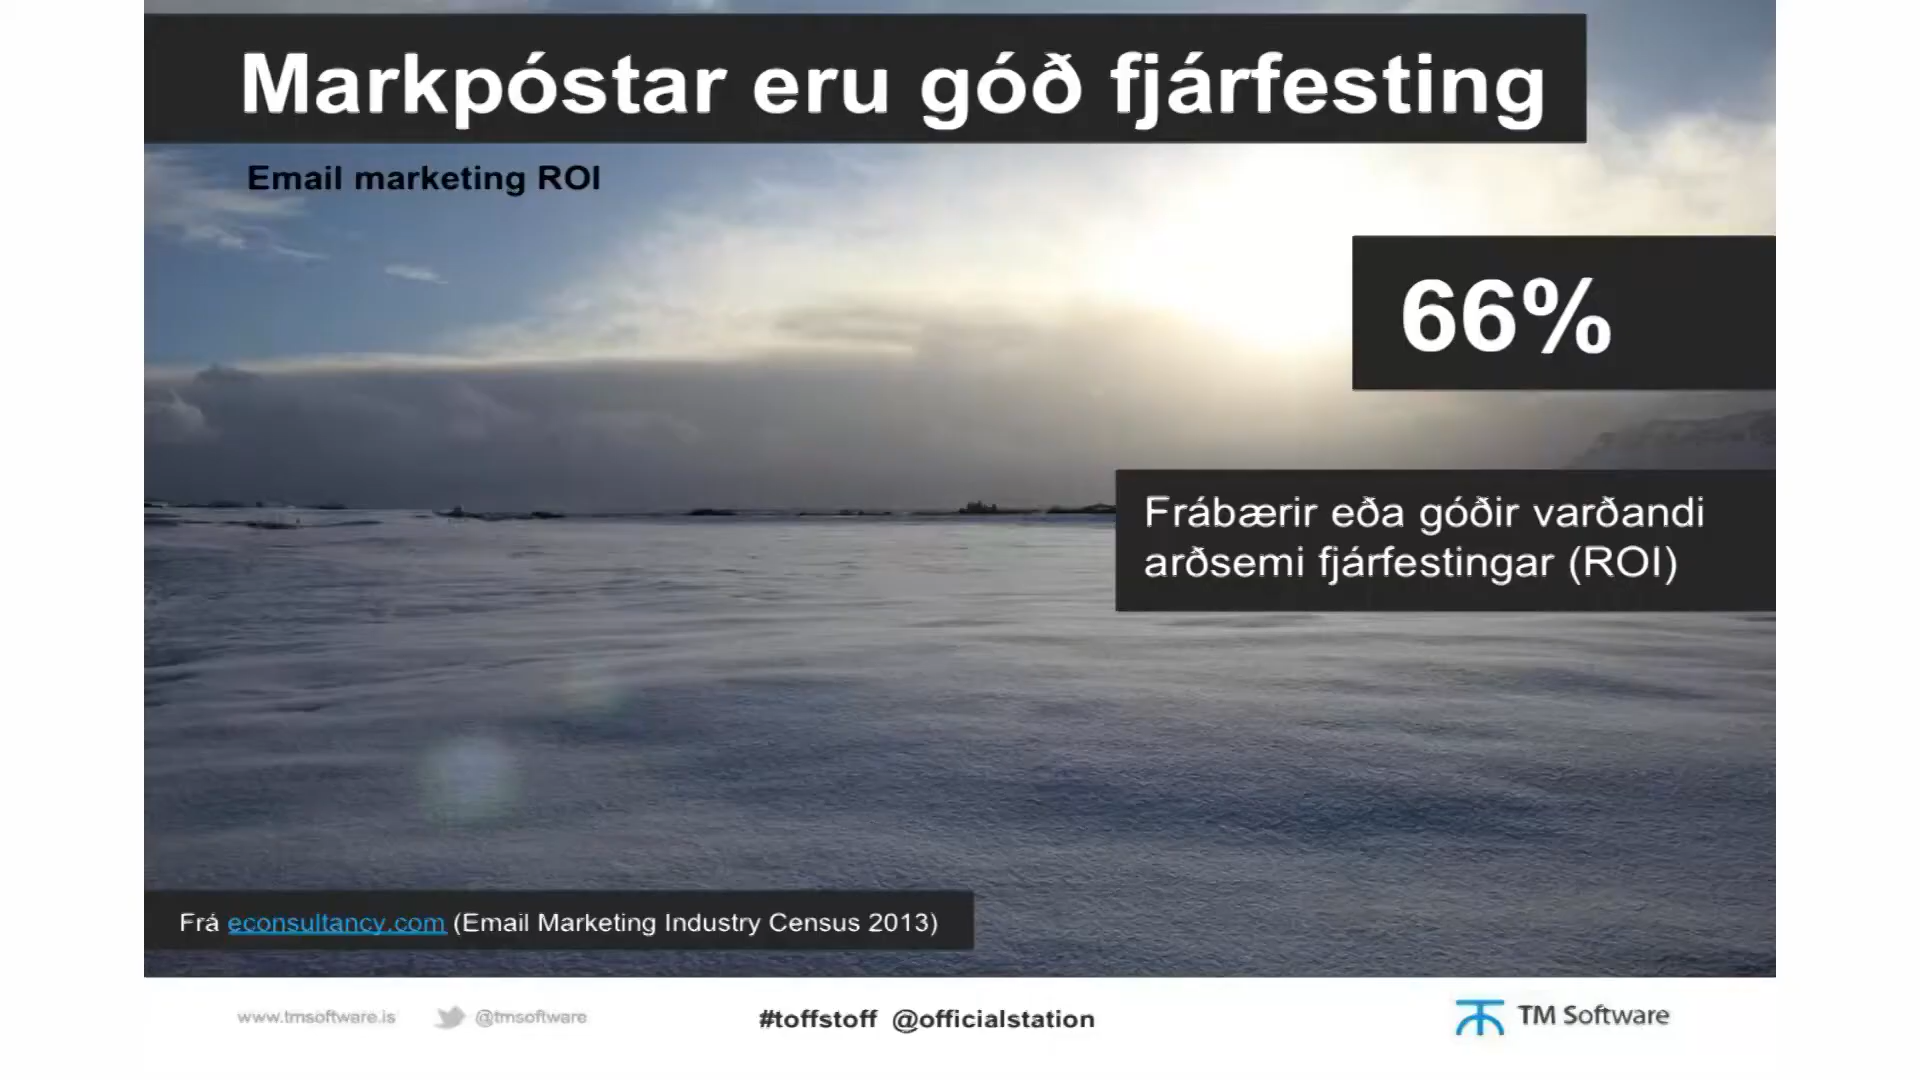 Markpóstar eru góð fjárfesting
Email marketing ROI
66%
Frábærir eða góðir varðandi
arðsemi fjárfestingar (ROI)
Frá econsultancy.com (Email Marketing Industry Census 2013)
www.tmsoftware.is @tmsoftware #toffstoff @officialstation TM Software